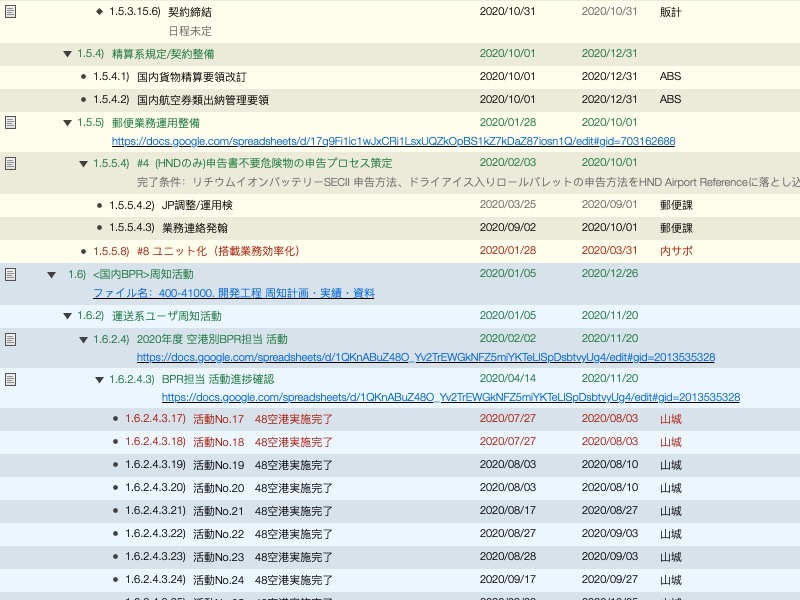 1.5.3.15.6) 契約締結 2020/10/31 2020/10/31 販計
日程未定
1.5.4) 精算系規定/契約整備 2020/10/01 2020/12/31
1.5.4.1) 国内貨物精算要領改訂 2020/10/01 2020/12/31 ABS
1.5.4.2) 国内航空券類出納管理要領 2020/10/01 2020/12/31 ABS
1.5.5) 郵便業務運用整備 2020/01/28 2020/10/01
https://docs.google.com/spreadsheets/d/17q9Fi1ic1wJxCRi1LsxUQZkOpBS1kZ7kDaZ87iosn1Q/edit#gid=703162688
1.5.5.4) #4 (HNDのみ)申告書不要危険物の申告プロセス策定 2020/02/03 2020/10/01
完了条件：リチウムイオンバッテリーSECII 申告方法、ドライアイス入りロールパレットの申告方法をHND Airport Referenceに落とし込
1.5.5.4.2) JP調整/運用検 2020/03/25 2020/09/01 郵便課
1.5.5.4.3) 業務連絡発翰 2020/09/02 2020/10/01 郵便課
1.5.5.8) #8 ユニット化（搭載業務効率化） 2020/01/28 2020/03/31 内サポ
1.6) <国内BPR>周知活動 2020/01/05 2020/12/26
ファイル名：400-41000. 開発工程 周知計画・実績・資料
1.6.2) 運送系ユーザ周知活動 2020/01/05 2020/11/20
1.6.2.4) 2020年度 空港別BPR担当 活動 2020/02/02 2020/11/20
https://docs.google.com/spreadsheets/d/1QKnABuZ48O_Yv2TrEWGkNFZ5miYKTeLlSpDsbtvyUg4/edit#gid=2013535328
1.6.2.4.3) BPR担当 活動進捗確認 2020/04/14 2020/11/20
https://docs.google.com/spreadsheets/d/1QKnABuZ48O_Yv2TrEWGkNFZ5miYKTeLlSpDsbtvyUg4/edit#gid=2013535328
1.6.2.4.3.17) 活動No.17 48空港実施完了 2020/07/27 2020/08/03 山城
1.6.2.4.3.18) 活動No.18 48空港実施完了 2020/07/27 2020/08/03 山城
1.6.2.4.3.19) 活動No.19 48空港実施完了 2020/08/03 2020/08/10 山城
1.6.2.4.3.20) 活動No.20 48空港実施完了 2020/08/03 2020/08/10 山城
1.6.2.4.3.21) 活動No.21 48空港実施完了 2020/08/17 2020/08/27 山城
1.6.2.4.3.22) 活動No.22 48空港実施完了 2020/08/27 2020/09/03 山城
1.6.2.4.3.23) 活動No.23 48空港実施完了 2020/08/28 2020/09/03 山城
1.6.2.4.3.24) 活動No.24 48空港実施完了 2020/09/17 2020/09/27 山城